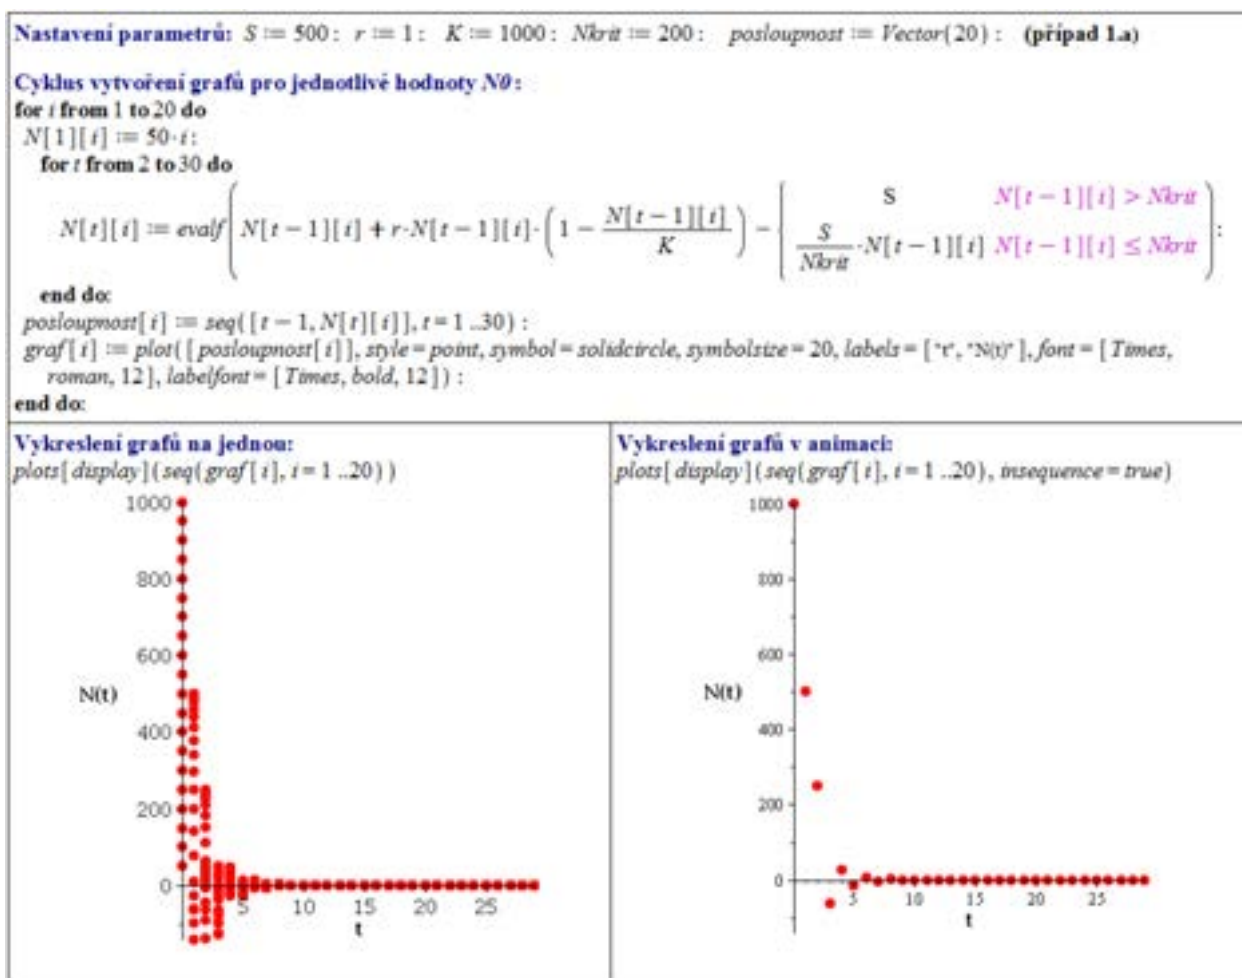 Nastavení parametrů: S := 500 : r := 1 : K := 1000 : Nkrit := 200 : posloupnost := Vector(20) : (případ 1.a)
Cyklus vytvoření grafů pro jednotlivé hodnoty N0 :
for i from 1 to 20 do
N[1][i] := 50·i :
for t from 2 to 30 do
N[t][i] := evalf( N[t − 1][i] + r·N[t − 1][i]·( 1 − N[t − 1][i] / K ) − { S N[t − 1][i] > Nkrit
S / Nkrit ·N[t − 1][i] N[t − 1][i] ≤ Nkrit ) :
end do:
posloupnost[i] := seq([t − 1, N[t][i]], t = 1 ..30) :
graf[i] := plot([posloupnost[i]], style = point, symbol = solidcircle, symbolsize = 20, labels = ["t", "N(t)"], font = [Times,
roman, 12], labelfont = [Times, bold, 12]) :
end do:
Vykreslení grafů na jednou:
plots[display](seq(graf[i], i = 1 ..20))
1000
800
600
N(t)
400
200
0
5 10 15 20 25
t
Vykreslení grafů v animaci:
plots[display](seq(graf[i], i = 1 ..20), insequence = true)
1000
800
600
N(t)
400
200
0
5 10 15 20 25
t